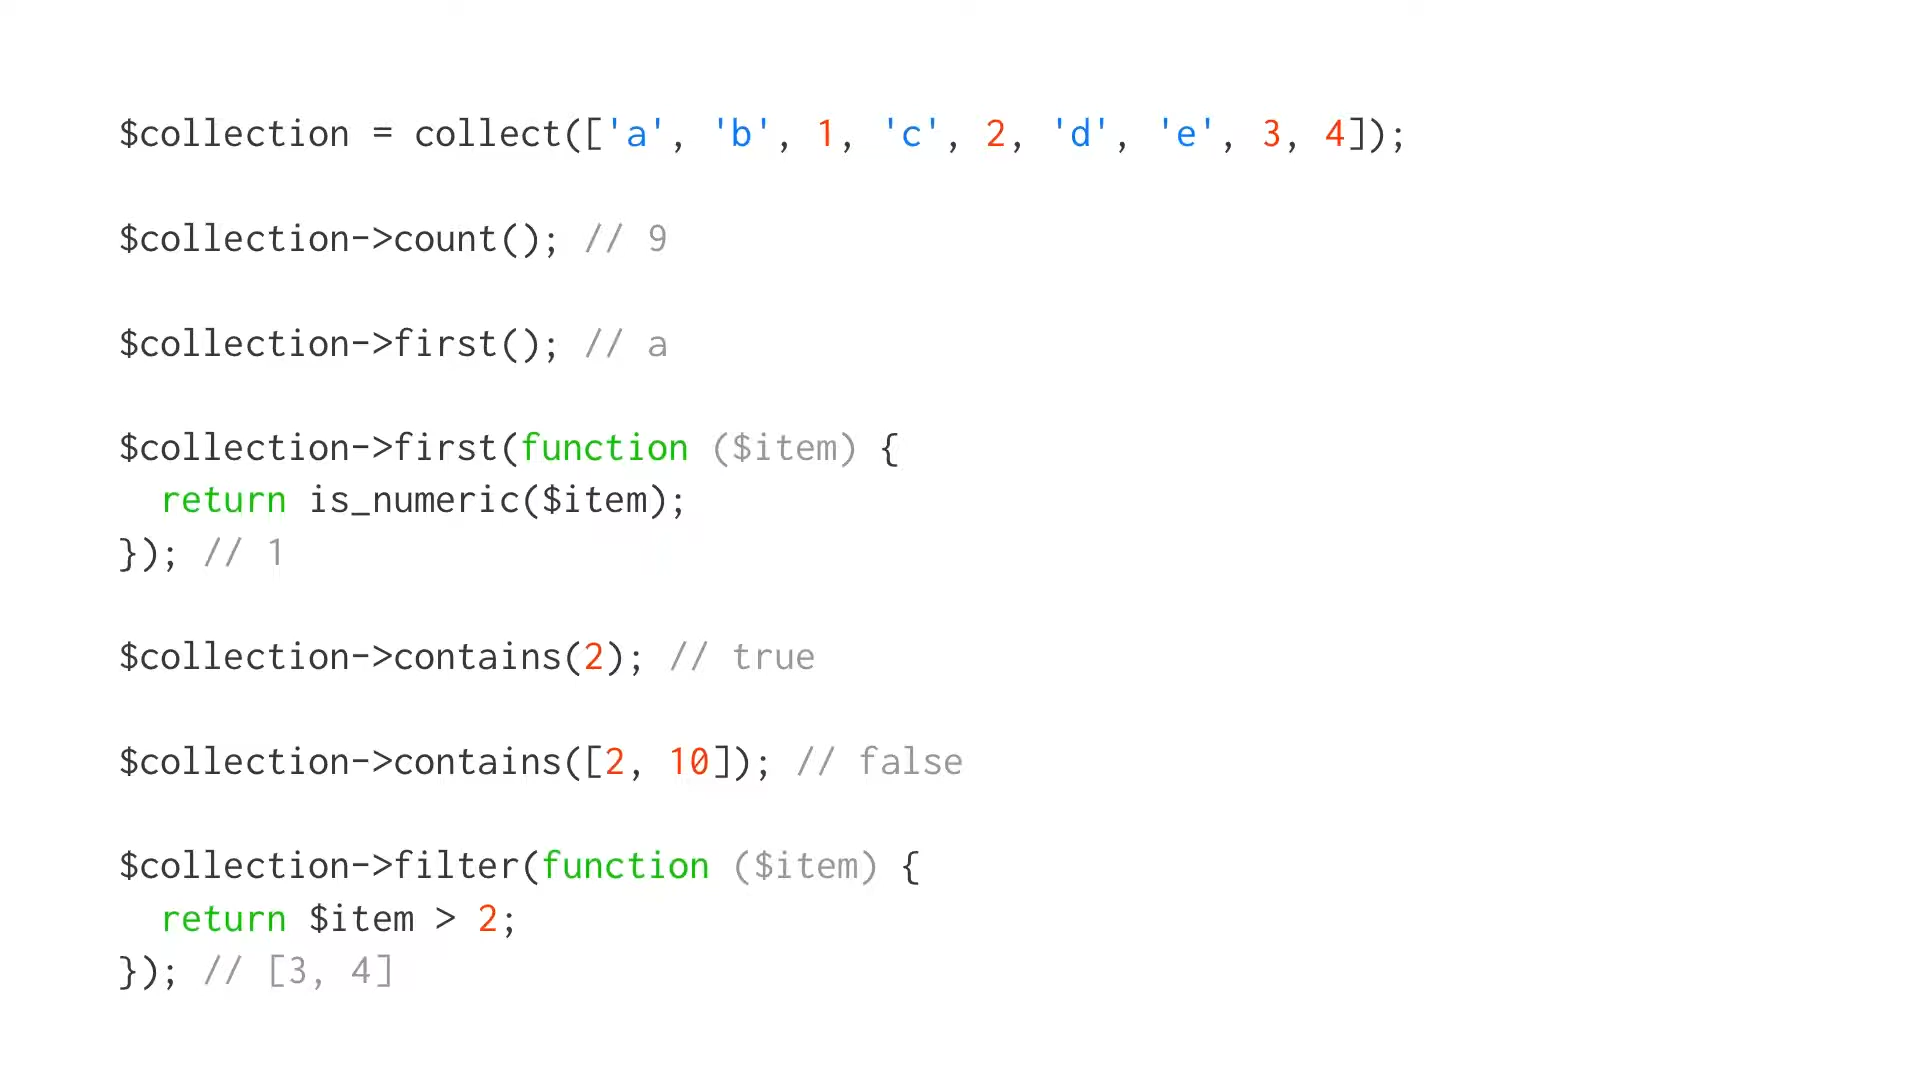 $collection = collect(['a', 'b', 1, 'c', 2, 'd', 'e', 3, 4]);
$collection->count(); // 9
$collection->first(); // a
$collection->first(function ($item) {
  return is_numeric($item);
}); // 1
$collection->contains(2); // true
$collection->contains([2, 10]); // false
$collection->filter(function ($item) {
  return $item > 2;
}); // [3, 4]